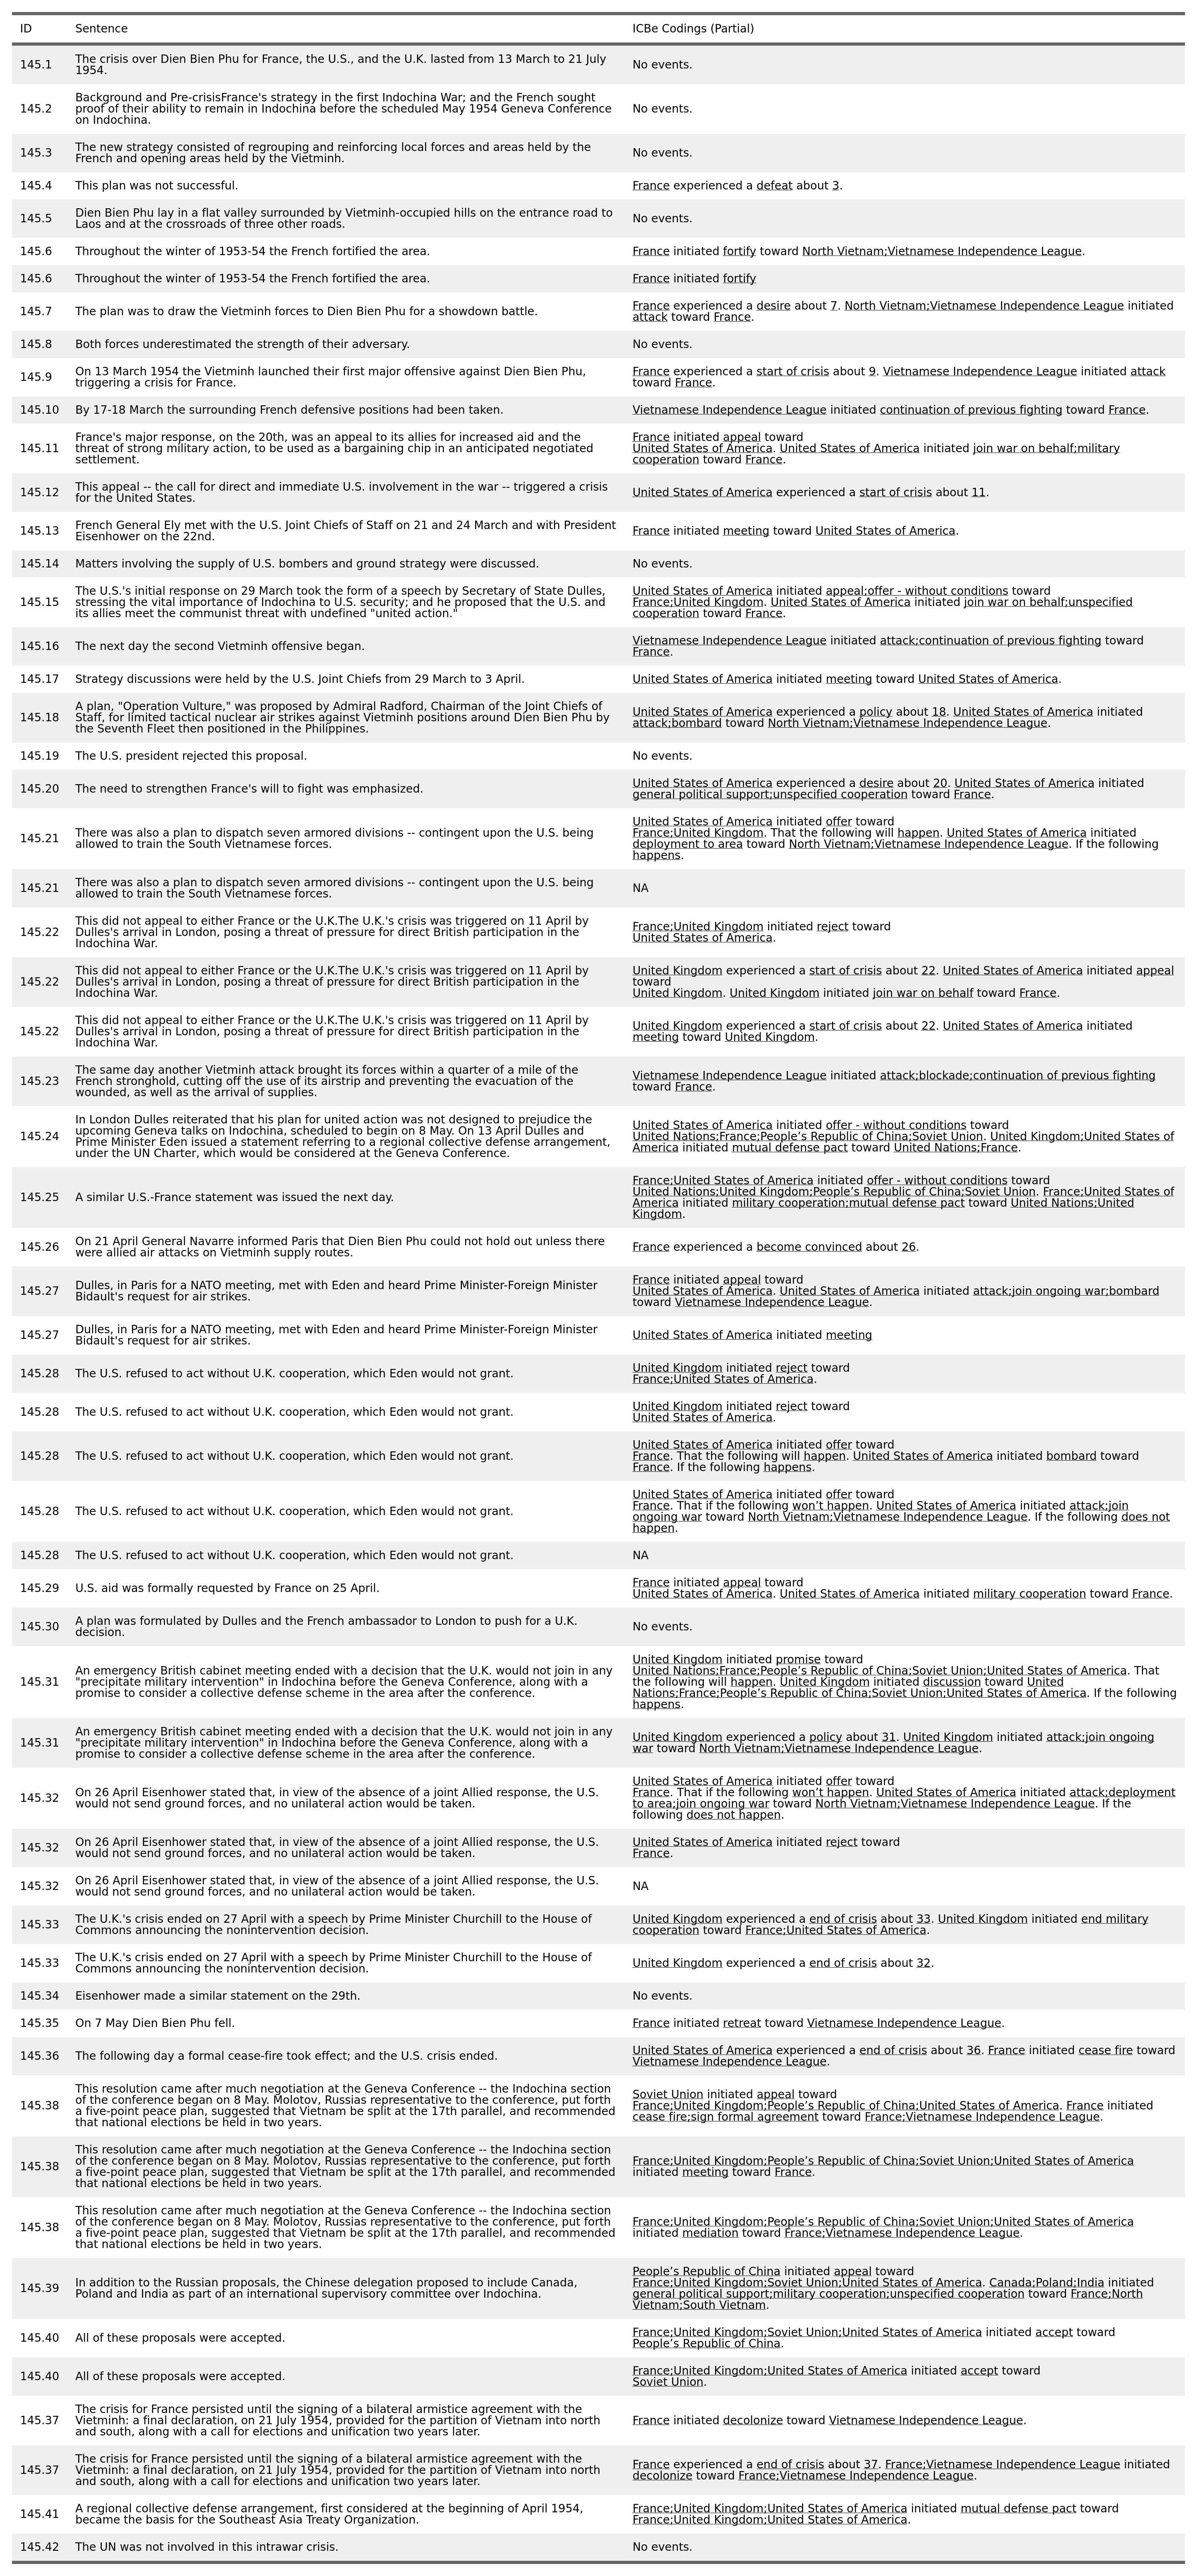 ID Sentence ICBe Codings (Partial)
145.1 The crisis over Dien Bien Phu for France, the U.S., and the U.K. lasted from 13 March to 21 July
1954.
No events.
145.2 Background and Pre-crisisFrance's strategy in the first Indochina War; and the French sought
proof of their ability to remain in Indochina before the scheduled May 1954 Geneva Conference
on Indochina.
No events.
145.3 The new strategy consisted of regrouping and reinforcing local forces and areas held by the
French and opening areas held by the Vietminh.
No events.
145.4 This plan was not successful. France experienced a defeat about 3.
145.5 Dien Bien Phu lay in a flat valley surrounded by Vietminh-occupied hills on the entrance road to
Laos and at the crossroads of three other roads.
No events.
145.6 Throughout the winter of 1953-54 the French fortified the area. France initiated fortify toward North Vietnam;Vietnamese Independence League.
145.6 Throughout the winter of 1953-54 the French fortified the area. France initiated fortify
145.7 The plan was to draw the Vietminh forces to Dien Bien Phu for a showdown battle.
France experienced a desire about 7. North Vietnam;Vietnamese Independence League initiated
attack toward France.
145.8 Both forces underestimated the strength of their adversary. No events.
145.9 On 13 March 1954 the Vietminh launched their first major offensive against Dien Bien Phu,
triggering a crisis for France.
France experienced a start of crisis about 9. Vietnamese Independence League initiated attack
toward France.
145.10 By 17-18 March the surrounding French defensive positions had been taken. Vietnamese Independence League initiated continuation of previous fighting toward France.
145.11 France's major response, on the 20th, was an appeal to its allies for increased aid and the
threat of strong military action, to be used as a bargaining chip in an anticipated negotiated
settlement.
France initiated appeal toward
United States of America. United States of America initiated join war on behalf;military
cooperation toward France.
145.12 This appeal -- the call for direct and immediate U.S. involvement in the war -- triggered a crisis
for the United States.
United States of America experienced a start of crisis about 11.
145.13 French General Ely met with the U.S. Joint Chiefs of Staff on 21 and 24 March and with President
Eisenhower on the 22nd.
France initiated meeting toward United States of America.
145.14 Matters involving the supply of U.S. bombers and ground strategy were discussed. No events.
145.15 The U.S.'s initial response on 29 March took the form of a speech by Secretary of State Dulles,
stressing the vital importance of Indochina to U.S. security; and he proposed that the U.S. and
its allies meet the communist threat with undefined "united action."
United States of America initiated appeal;offer - without conditions toward
France;United Kingdom. United States of America initiated join war on behalf;unspecified
cooperation toward France.
145.16 The next day the second Vietminh offensive began.
Vietnamese Independence League initiated attack;continuation of previous fighting toward
France.
145.17 Strategy discussions were held by the U.S. Joint Chiefs from 29 March to 3 April. United States of America initiated meeting toward United States of America.
145.18 A plan, "Operation Vulture," was proposed by Admiral Radford, Chairman of the Joint Chiefs of
Staff, for limited tactical nuclear air strikes against Vietminh positions around Dien Bien Phu by
the Seventh Fleet then positioned in the Philippines.
United States of America experienced a policy about 18. United States of America initiated
attack;bombard toward North Vietnam;Vietnamese Independence League.
145.19 The U.S. president rejected this proposal. No events.
145.20 The need to strengthen France's will to fight was emphasized.
United States of America experienced a desire about 20. United States of America initiated
general political support;unspecified cooperation toward France.
145.21 There was also a plan to dispatch seven armored divisions -- contingent upon the U.S. being
allowed to train the South Vietnamese forces.
United States of America initiated offer toward
France;United Kingdom. That the following will happen. United States of America initiated
deployment to area toward North Vietnam;Vietnamese Independence League. If the following
happens.
145.21 There was also a plan to dispatch seven armored divisions -- contingent upon the U.S. being
allowed to train the South Vietnamese forces.
NA
145.22 This did not appeal to either France or the U.K.The U.K.'s crisis was triggered on 11 April by
Dulles's arrival in London, posing a threat of pressure for direct British participation in the
Indochina War.
France;United Kingdom initiated reject toward
United States of America.
145.22 This did not appeal to either France or the U.K.The U.K.'s crisis was triggered on 11 April by
Dulles's arrival in London, posing a threat of pressure for direct British participation in the
Indochina War.
United Kingdom experienced a start of crisis about 22. United States of America initiated appeal
toward
United Kingdom. United Kingdom initiated join war on behalf toward France.
145.22 This did not appeal to either France or the U.K.The U.K.'s crisis was triggered on 11 April by
Dulles's arrival in London, posing a threat of pressure for direct British participation in the
Indochina War.
United Kingdom experienced a start of crisis about 22. United States of America initiated
meeting toward United Kingdom.
145.23 The same day another Vietminh attack brought its forces within a quarter of a mile of the
French stronghold, cutting off the use of its airstrip and preventing the evacuation of the
wounded, as well as the arrival of supplies.
Vietnamese Independence League initiated attack;blockade;continuation of previous fighting
toward France.
145.24 In London Dulles reiterated that his plan for united action was not designed to prejudice the
upcoming Geneva talks on Indochina, scheduled to begin on 8 May. On 13 April Dulles and
Prime Minister Eden issued a statement referring to a regional collective defense arrangement,
under the UN Charter, which would be considered at the Geneva Conference.
United States of America initiated offer - without conditions toward
United Nations;France;People’s Republic of China;Soviet Union. United Kingdom;United States of
America initiated mutual defense pact toward United Nations;France.
145.25 A similar U.S.-France statement was issued the next day.
France;United States of America initiated offer - without conditions toward
United Nations;United Kingdom;People’s Republic of China;Soviet Union. France;United States of
America initiated military cooperation;mutual defense pact toward United Nations;United
Kingdom.
145.26 On 21 April General Navarre informed Paris that Dien Bien Phu could not hold out unless there
were allied air attacks on Vietminh supply routes.
France experienced a become convinced about 26.
145.27 Dulles, in Paris for a NATO meeting, met with Eden and heard Prime Minister-Foreign Minister
Bidault's request for air strikes.
France initiated appeal toward
United States of America. United States of America initiated attack;join ongoing war;bombard
toward Vietnamese Independence League.
145.27 Dulles, in Paris for a NATO meeting, met with Eden and heard Prime Minister-Foreign Minister
Bidault's request for air strikes.
United States of America initiated meeting
145.28 The U.S. refused to act without U.K. cooperation, which Eden would not grant.
United Kingdom initiated reject toward
France;United States of America.
145.28 The U.S. refused to act without U.K. cooperation, which Eden would not grant.
United Kingdom initiated reject toward
United States of America.
145.28 The U.S. refused to act without U.K. cooperation, which Eden would not grant.
United States of America initiated offer toward
France. That the following will happen. United States of America initiated bombard toward
France. If the following happens.
145.28 The U.S. refused to act without U.K. cooperation, which Eden would not grant.
United States of America initiated offer toward
France. That if the following won’t happen. United States of America initiated attack;join
ongoing war toward North Vietnam;Vietnamese Independence League. If the following does not
happen.
145.28 The U.S. refused to act without U.K. cooperation, which Eden would not grant. NA
145.29 U.S. aid was formally requested by France on 25 April.
France initiated appeal toward
United States of America. United States of America initiated military cooperation toward France.
145.30 A plan was formulated by Dulles and the French ambassador to London to push for a U.K.
decision.
No events.
145.31 An emergency British cabinet meeting ended with a decision that the U.K. would not join in any
"precipitate military intervention" in Indochina before the Geneva Conference, along with a
promise to consider a collective defense scheme in the area after the conference.
United Kingdom initiated promise toward
United Nations;France;People’s Republic of China;Soviet Union;United States of America. That
the following will happen. United Kingdom initiated discussion toward United
Nations;France;People’s Republic of China;Soviet Union;United States of America. If the following
happens.
145.31 An emergency British cabinet meeting ended with a decision that the U.K. would not join in any
"precipitate military intervention" in Indochina before the Geneva Conference, along with a
promise to consider a collective defense scheme in the area after the conference.
United Kingdom experienced a policy about 31. United Kingdom initiated attack;join ongoing
war toward North Vietnam;Vietnamese Independence League.
145.32 On 26 April Eisenhower stated that, in view of the absence of a joint Allied response, the U.S.
would not send ground forces, and no unilateral action would be taken.
United States of America initiated offer toward
France. That if the following won’t happen. United States of America initiated attack;deployment
to area;join ongoing war toward North Vietnam;Vietnamese Independence League. If the
following does not happen.
145.32 On 26 April Eisenhower stated that, in view of the absence of a joint Allied response, the U.S.
would not send ground forces, and no unilateral action would be taken.
United States of America initiated reject toward
France.
145.32 On 26 April Eisenhower stated that, in view of the absence of a joint Allied response, the U.S.
would not send ground forces, and no unilateral action would be taken.
NA
145.33 The U.K.'s crisis ended on 27 April with a speech by Prime Minister Churchill to the House of
Commons announcing the nonintervention decision.
United Kingdom experienced a end of crisis about 33. United Kingdom initiated end military
cooperation toward France;United States of America.
145.33 The U.K.'s crisis ended on 27 April with a speech by Prime Minister Churchill to the House of
Commons announcing the nonintervention decision.
United Kingdom experienced a end of crisis about 32.
145.34 Eisenhower made a similar statement on the 29th. No events.
145.35 On 7 May Dien Bien Phu fell. France initiated retreat toward Vietnamese Independence League.
145.36 The following day a formal cease-fire took effect; and the U.S. crisis ended.
United States of America experienced a end of crisis about 36. France initiated cease fire toward
Vietnamese Independence League.
145.38 This resolution came after much negotiation at the Geneva Conference -- the Indochina section
of the conference began on 8 May. Molotov, Russias representative to the conference, put forth
a five-point peace plan, suggested that Vietnam be split at the 17th parallel, and recommended
that national elections be held in two years.
Soviet Union initiated appeal toward
France;United Kingdom;People’s Republic of China;United States of America. France initiated
cease fire;sign formal agreement toward France;Vietnamese Independence League.
145.38 This resolution came after much negotiation at the Geneva Conference -- the Indochina section
of the conference began on 8 May. Molotov, Russias representative to the conference, put forth
a five-point peace plan, suggested that Vietnam be split at the 17th parallel, and recommended
that national elections be held in two years.
France;United Kingdom;People’s Republic of China;Soviet Union;United States of America
initiated meeting toward France.
145.38 This resolution came after much negotiation at the Geneva Conference -- the Indochina section
of the conference began on 8 May. Molotov, Russias representative to the conference, put forth
a five-point peace plan, suggested that Vietnam be split at the 17th parallel, and recommended
that national elections be held in two years.
France;United Kingdom;People’s Republic of China;Soviet Union;United States of America
initiated mediation toward France;Vietnamese Independence League.
145.39 In addition to the Russian proposals, the Chinese delegation proposed to include Canada,
Poland and India as part of an international supervisory committee over Indochina.
People’s Republic of China initiated appeal toward
France;United Kingdom;Soviet Union;United States of America. Canada;Poland;India initiated
general political support;military cooperation;unspecified cooperation toward France;North
Vietnam;South Vietnam.
145.40 All of these proposals were accepted.
France;United Kingdom;Soviet Union;United States of America initiated accept toward
People’s Republic of China.
145.40 All of these proposals were accepted.
France;United Kingdom;United States of America initiated accept toward
Soviet Union.
145.37 The crisis for France persisted until the signing of a bilateral armistice agreement with the
Vietminh: a final declaration, on 21 July 1954, provided for the partition of Vietnam into north
and south, along with a call for elections and unification two years later.
France initiated decolonize toward Vietnamese Independence League.
145.37 The crisis for France persisted until the signing of a bilateral armistice agreement with the
Vietminh: a final declaration, on 21 July 1954, provided for the partition of Vietnam into north
and south, along with a call for elections and unification two years later.
France experienced a end of crisis about 37. France;Vietnamese Independence League initiated
decolonize toward France;Vietnamese Independence League.
145.41 A regional collective defense arrangement, first considered at the beginning of April 1954,
became the basis for the Southeast Asia Treaty Organization.
France;United Kingdom;United States of America initiated mutual defense pact toward
France;United Kingdom;United States of America.
145.42 The UN was not involved in this intrawar crisis. No events.